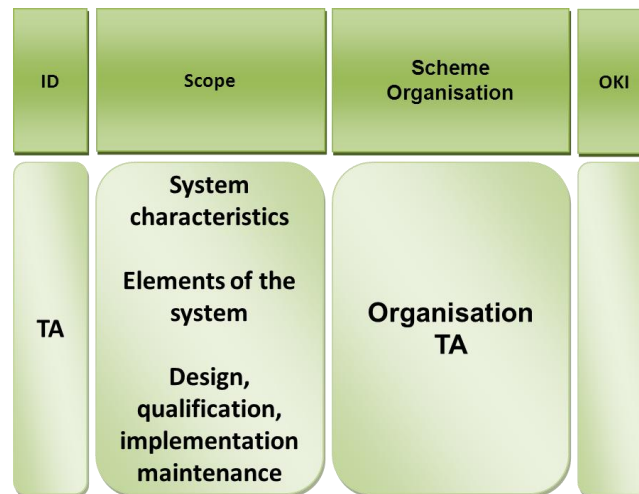 ID
Scope
Scheme
Organisation
OKI
TA
System
characteristics
Elements of the
system
Design,
qualification,
implementation
maintenance
Organisation
TA